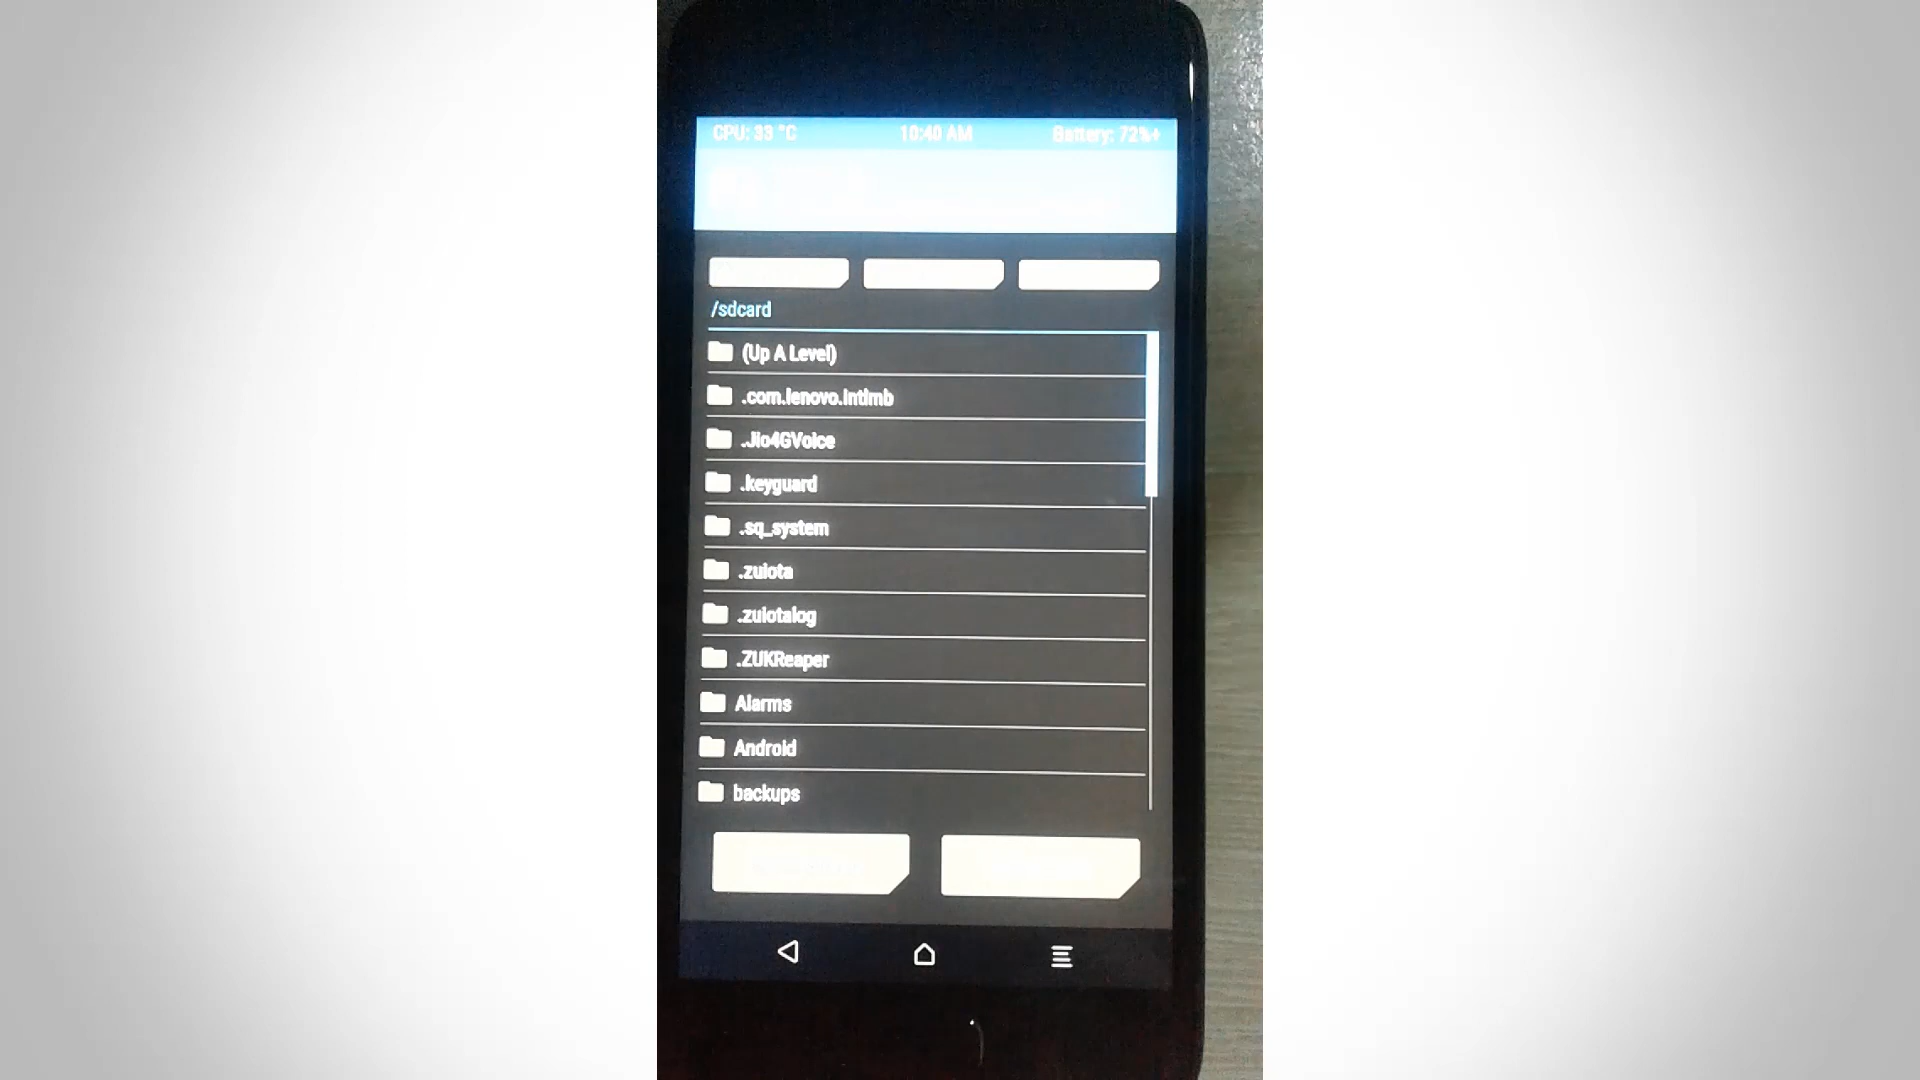 CPU: 33 °C 10:40 AM Battery: 72%+
/sdcard
(Up A Level)
.com.lenovo.intimb
.Jio4GVoice
.keyguard
.sq_system
.zuiota
.zuiotalog
.ZUKReaper
Alarms
Android
backups